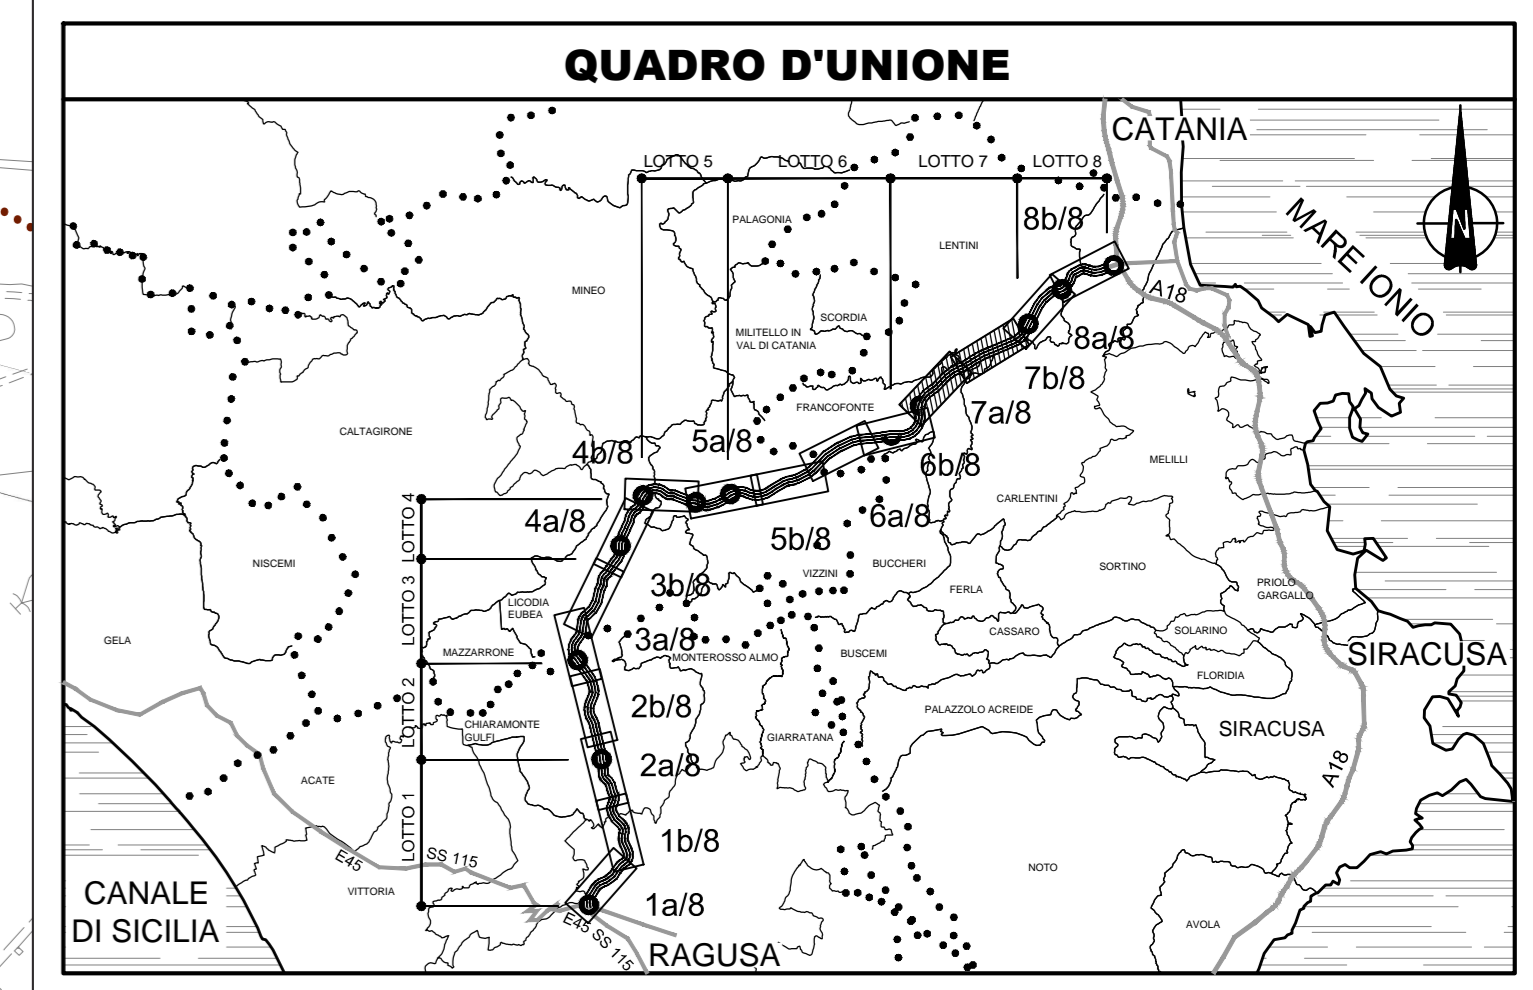 QUADRO D'UNIONE
CATANIA
LOTTO 5
LOTTO 6
LOTTO 7
LOTTO 8
PALAGONIA
8b/8
LENTINI
MARE IONIO
N
MINEO
A18
SCORDIA
MILITELLO IN
VAL DI CATANIA
8a/8
7b/8
FRANCOFONTE
7a/8
CALTAGIRONE
5a/8
4b/8
6b/8
MELILLI
CARLENTINI
LOTTO 4
4a/8
6a/8
5b/8
NISCEMI
VIZZINI
BUCCHERI
SORTINO
3b/8
FERLA
PRIOLO
GARGALLO
LOTTO 3
LICODIA
EUBEA
GELA
CASSARO
SOLARINO
3a/8
MAZZARRONE
MONTEROSSO ALMO
BUSCEMI
SIRACUSA
FLORIDIA
LOTTO 2
2b/8
PALAZZOLO ACREIDE
CHIARAMONTE
GULFI
GIARRATANA
SIRACUSA
2a/8
A18
ACATE
LOTTO 1
1b/8
E45
SS 115
NOTO
CANALE
DI SICILIA
VITTORIA
1a/8
E45 SS 115
AVOLA
RAGUSA